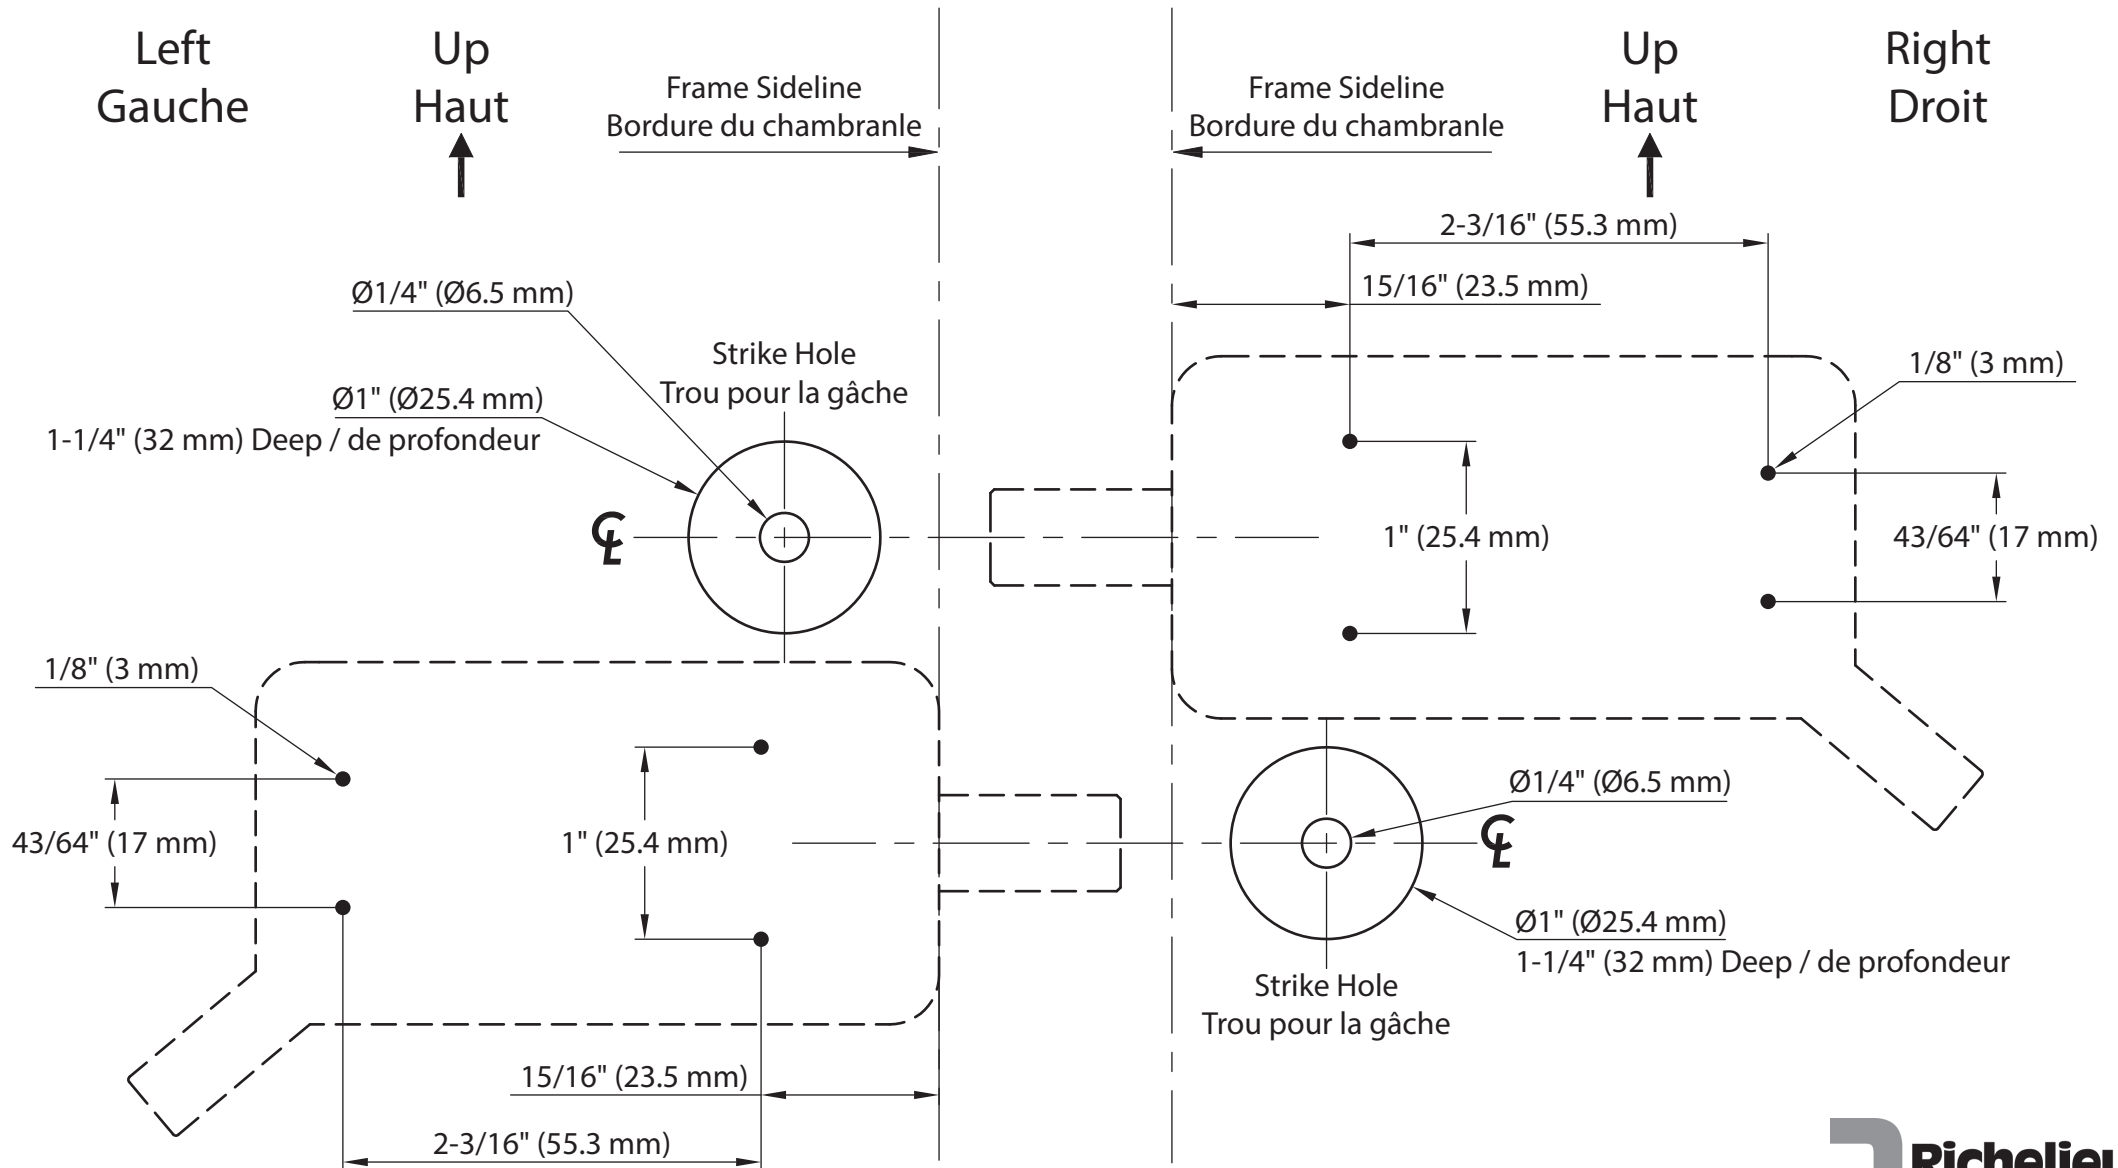 Left
Gauche
Up
Haut
Frame Sideline
Bordure du chambranle
Frame Sideline
Bordure du chambranle
Up
Haut
Right
Droit
2-3/16" (55.3 mm)
15/16" (23.5 mm)
Ø1/4" (Ø6.5 mm)
Strike Hole
Trou pour la gâche
Ø1" (Ø25.4 mm)
1-1/4" (32 mm) Deep / de profondeur
1/8" (3 mm)
℄
1" (25.4 mm)
43/64" (17 mm)
1/8" (3 mm)
43/64" (17 mm)
1" (25.4 mm)
Ø1/4" (Ø6.5 mm)
℄
Ø1" (Ø25.4 mm)
1-1/4" (32 mm) Deep / de profondeur
Strike Hole
Trou pour la gâche
15/16" (23.5 mm)
2-3/16" (55.3 mm)
Richelieu